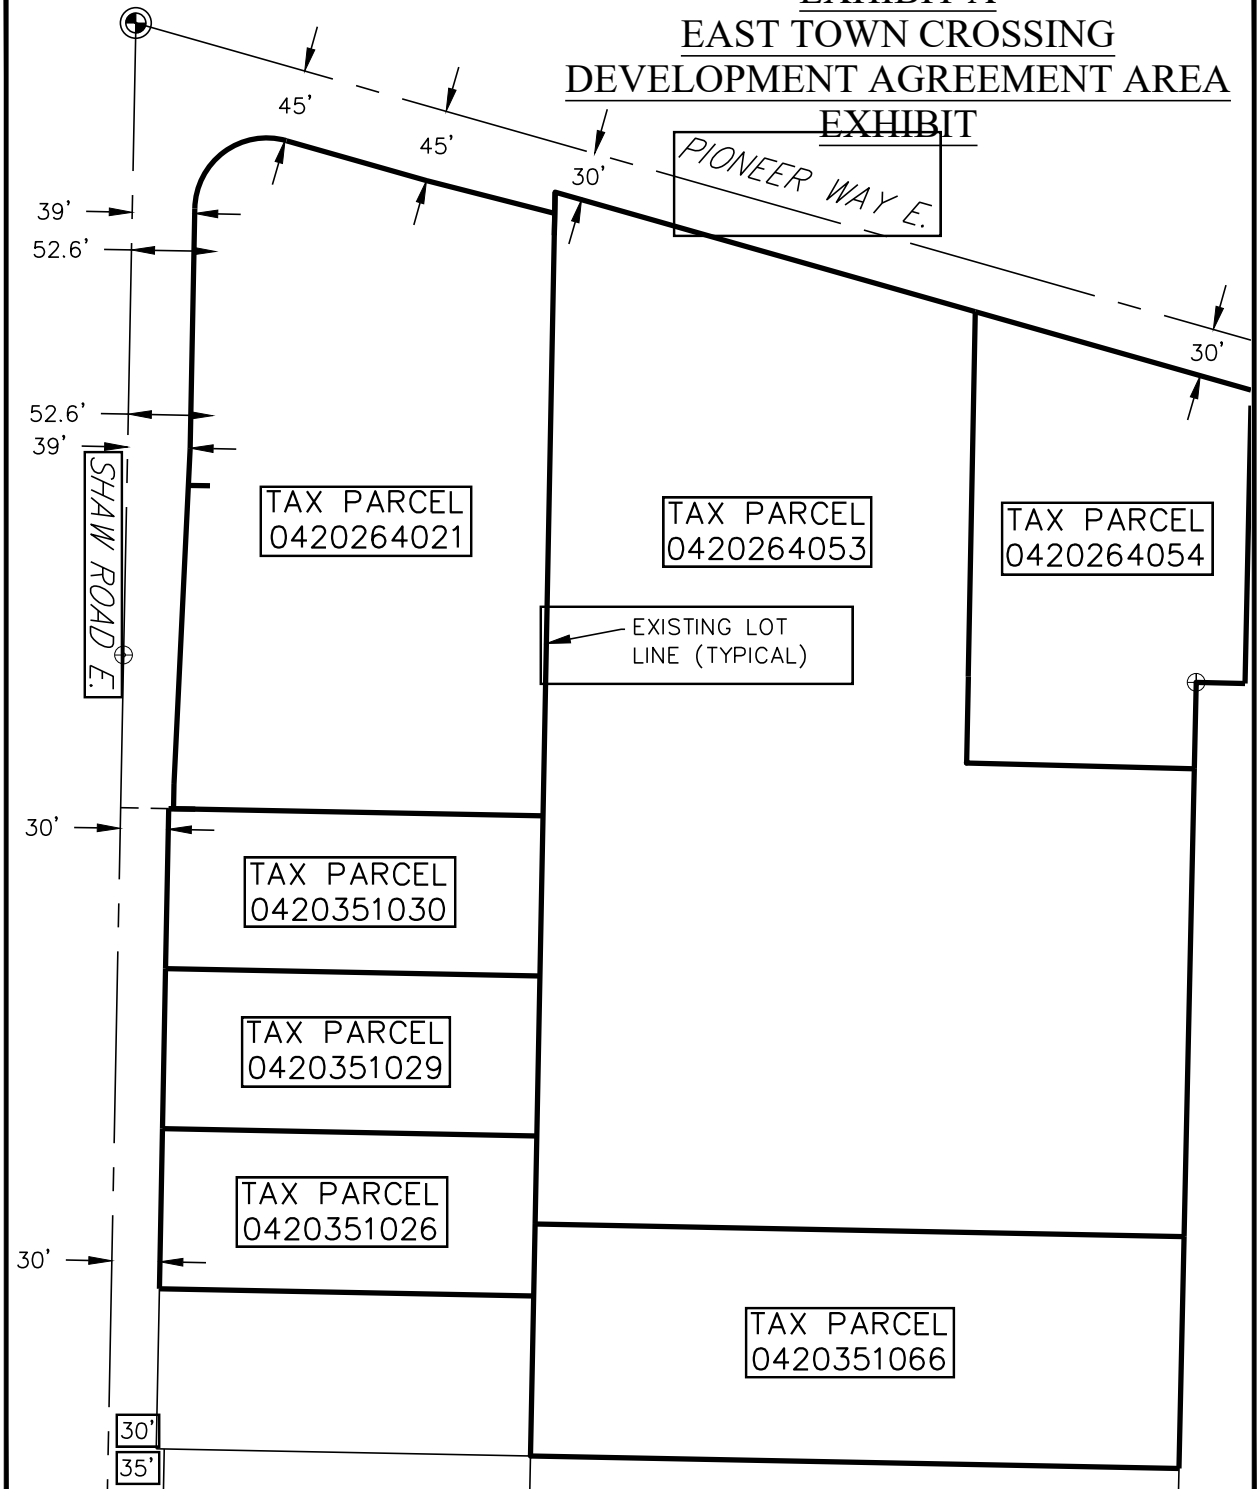 EXHIBIT A
EAST TOWN CROSSING
DEVELOPMENT AGREEMENT AREA
EXHIBIT
45'
45'
30'
PIONEER WAY E.
39'
52.6'
30'
52.6'
39'
SHAW ROAD E.
TAX PARCEL
0420264021
TAX PARCEL
0420264053
TAX PARCEL
0420264054
EXISTING LOT
LINE (TYPICAL)
30'
TAX PARCEL
0420351030
TAX PARCEL
0420351029
TAX PARCEL
0420351026
30'
TAX PARCEL
0420351066
30'
35'